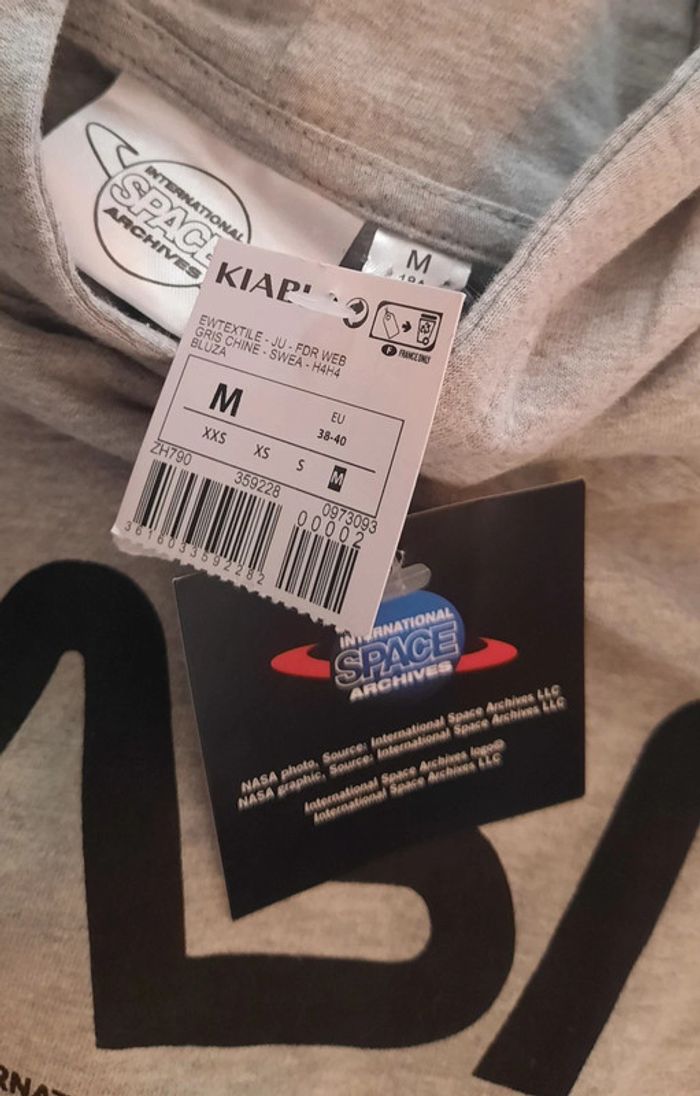 INTERNATIONAL
SPACE
ARCHIVES
M
KIABI
FRANCE ONLY
EWTEXTILE - JU - FDR WEB
GRIS CHINE - SWEA - H4H4
BLUZA
M
EU
38-40
XXS XS S M
ZH790 359228 0973093
00002
3616033592282
INTERNATIONAL
SPACE
ARCHIVES
NASA photo, Source: International Space Archives LLC
NASA graphic, Source: International Space Archives LLC
International Space Archives logo©
International Space Archives LLC